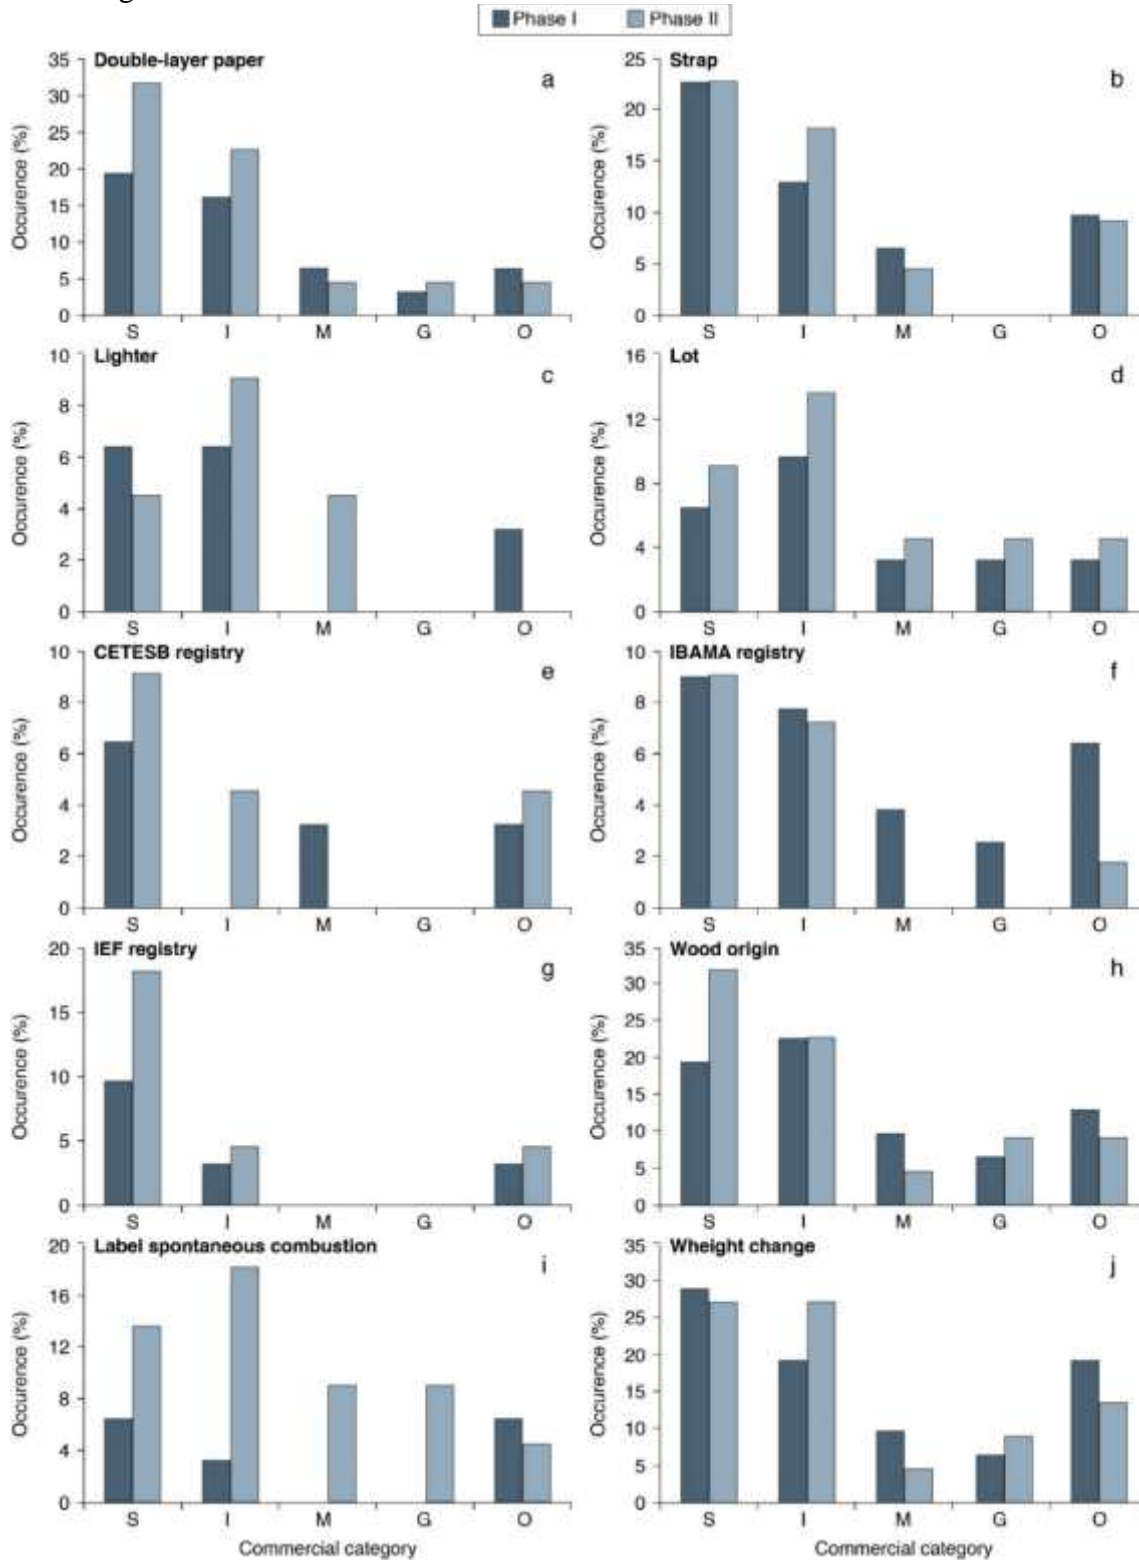 Phase I Phase II
Double-layer paper
a
Occurence (%)
35
30
25
20
15
10
5
0
S I M G O
Strap
b
Occurence (%)
25
20
15
10
5
0
S I M G O
Lighter
c
Occurence (%)
10
8
6
4
2
0
S I M G O
Lot
d
Occurence (%)
16
12
8
4
0
S I M G O
CETESB registry
e
Occurence (%)
10
8
6
4
2
0
S I M G O
IBAMA registry
f
Occurence (%)
10
8
6
4
2
0
S I M G O
IEF registry
g
Occurence (%)
20
15
10
5
0
S I M G O
Wood origin
h
Occurence (%)
35
30
25
20
15
10
5
0
S I M G O
Label spontaneous combustion
i
Occurence (%)
20
16
12
8
4
0
S I M G O
Commercial category
Wheight change
j
Occurence (%)
35
30
25
20
15
10
5
0
S I M G O
Commercial category